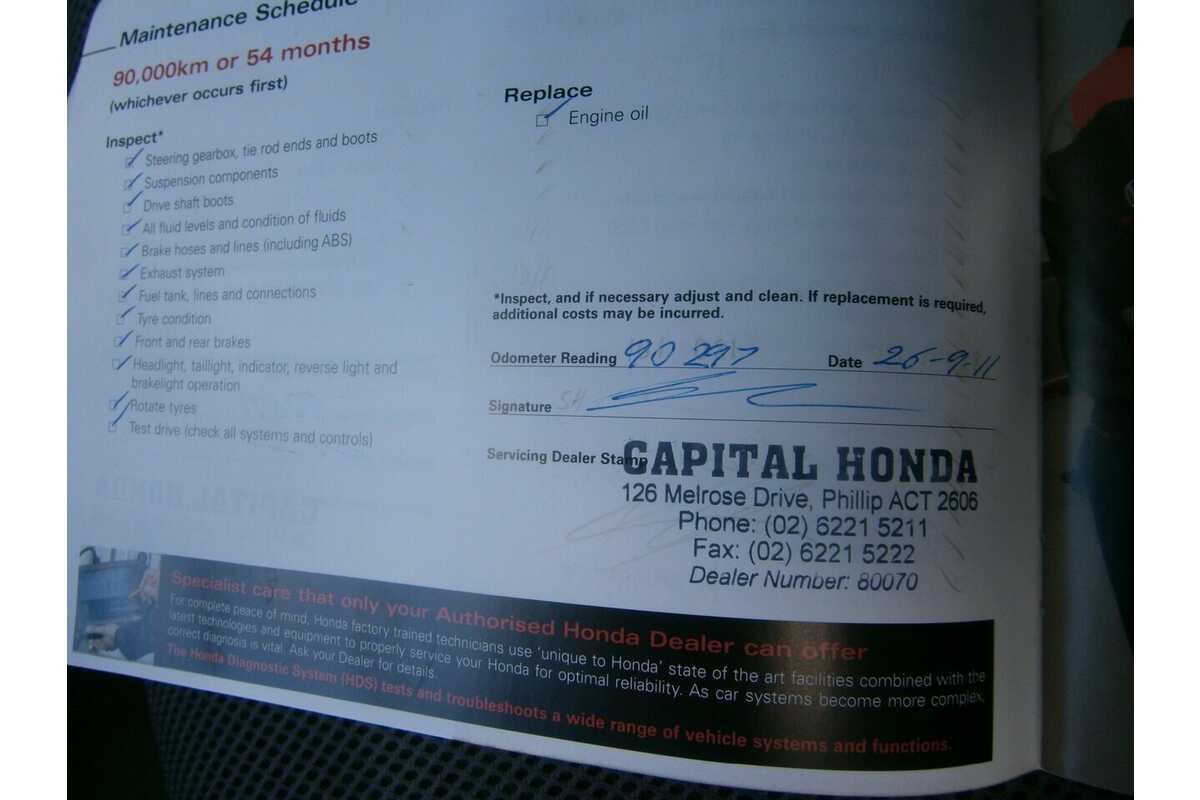 Maintenance Schedule
90,000km or 54 months
(whichever occurs first)
Inspect*
Steering gearbox, tie rod ends and boots
Suspension components
Drive shaft boots
All fluid levels and condition of fluids
Brake hoses and lines (including ABS)
Exhaust system
Fuel tank, lines and connections
Tyre condition
Front and rear brakes
Headlight, taillight, indicator, reverse light and
brakelight operation
Rotate tyres
Test drive (check all systems and controls)
Replace
Engine oil
*Inspect, and if necessary adjust and clean. If replacement is required,
additional costs may be incurred.
Odometer Reading 90 297 Date 26-9-11
Signature
Servicing Dealer Stamp
CAPITAL HONDA
126 Melrose Drive, Phillip ACT 2606
Phone: (02) 6221 5211
Fax: (02) 6221 5222
Dealer Number: 80070
Specialist care that only your Authorised Honda Dealer can offer
For complete peace of mind, Honda factory trained technicians use 'unique to Honda' state of the art facilities combined with the
latest technologies and equipment to properly service your Honda for optimal reliability. As car systems become more complex,
correct diagnosis is vital. Ask your Dealer for details.
The Honda Diagnostic System (HDS) tests and troubleshoots a wide range of vehicle systems and functions.